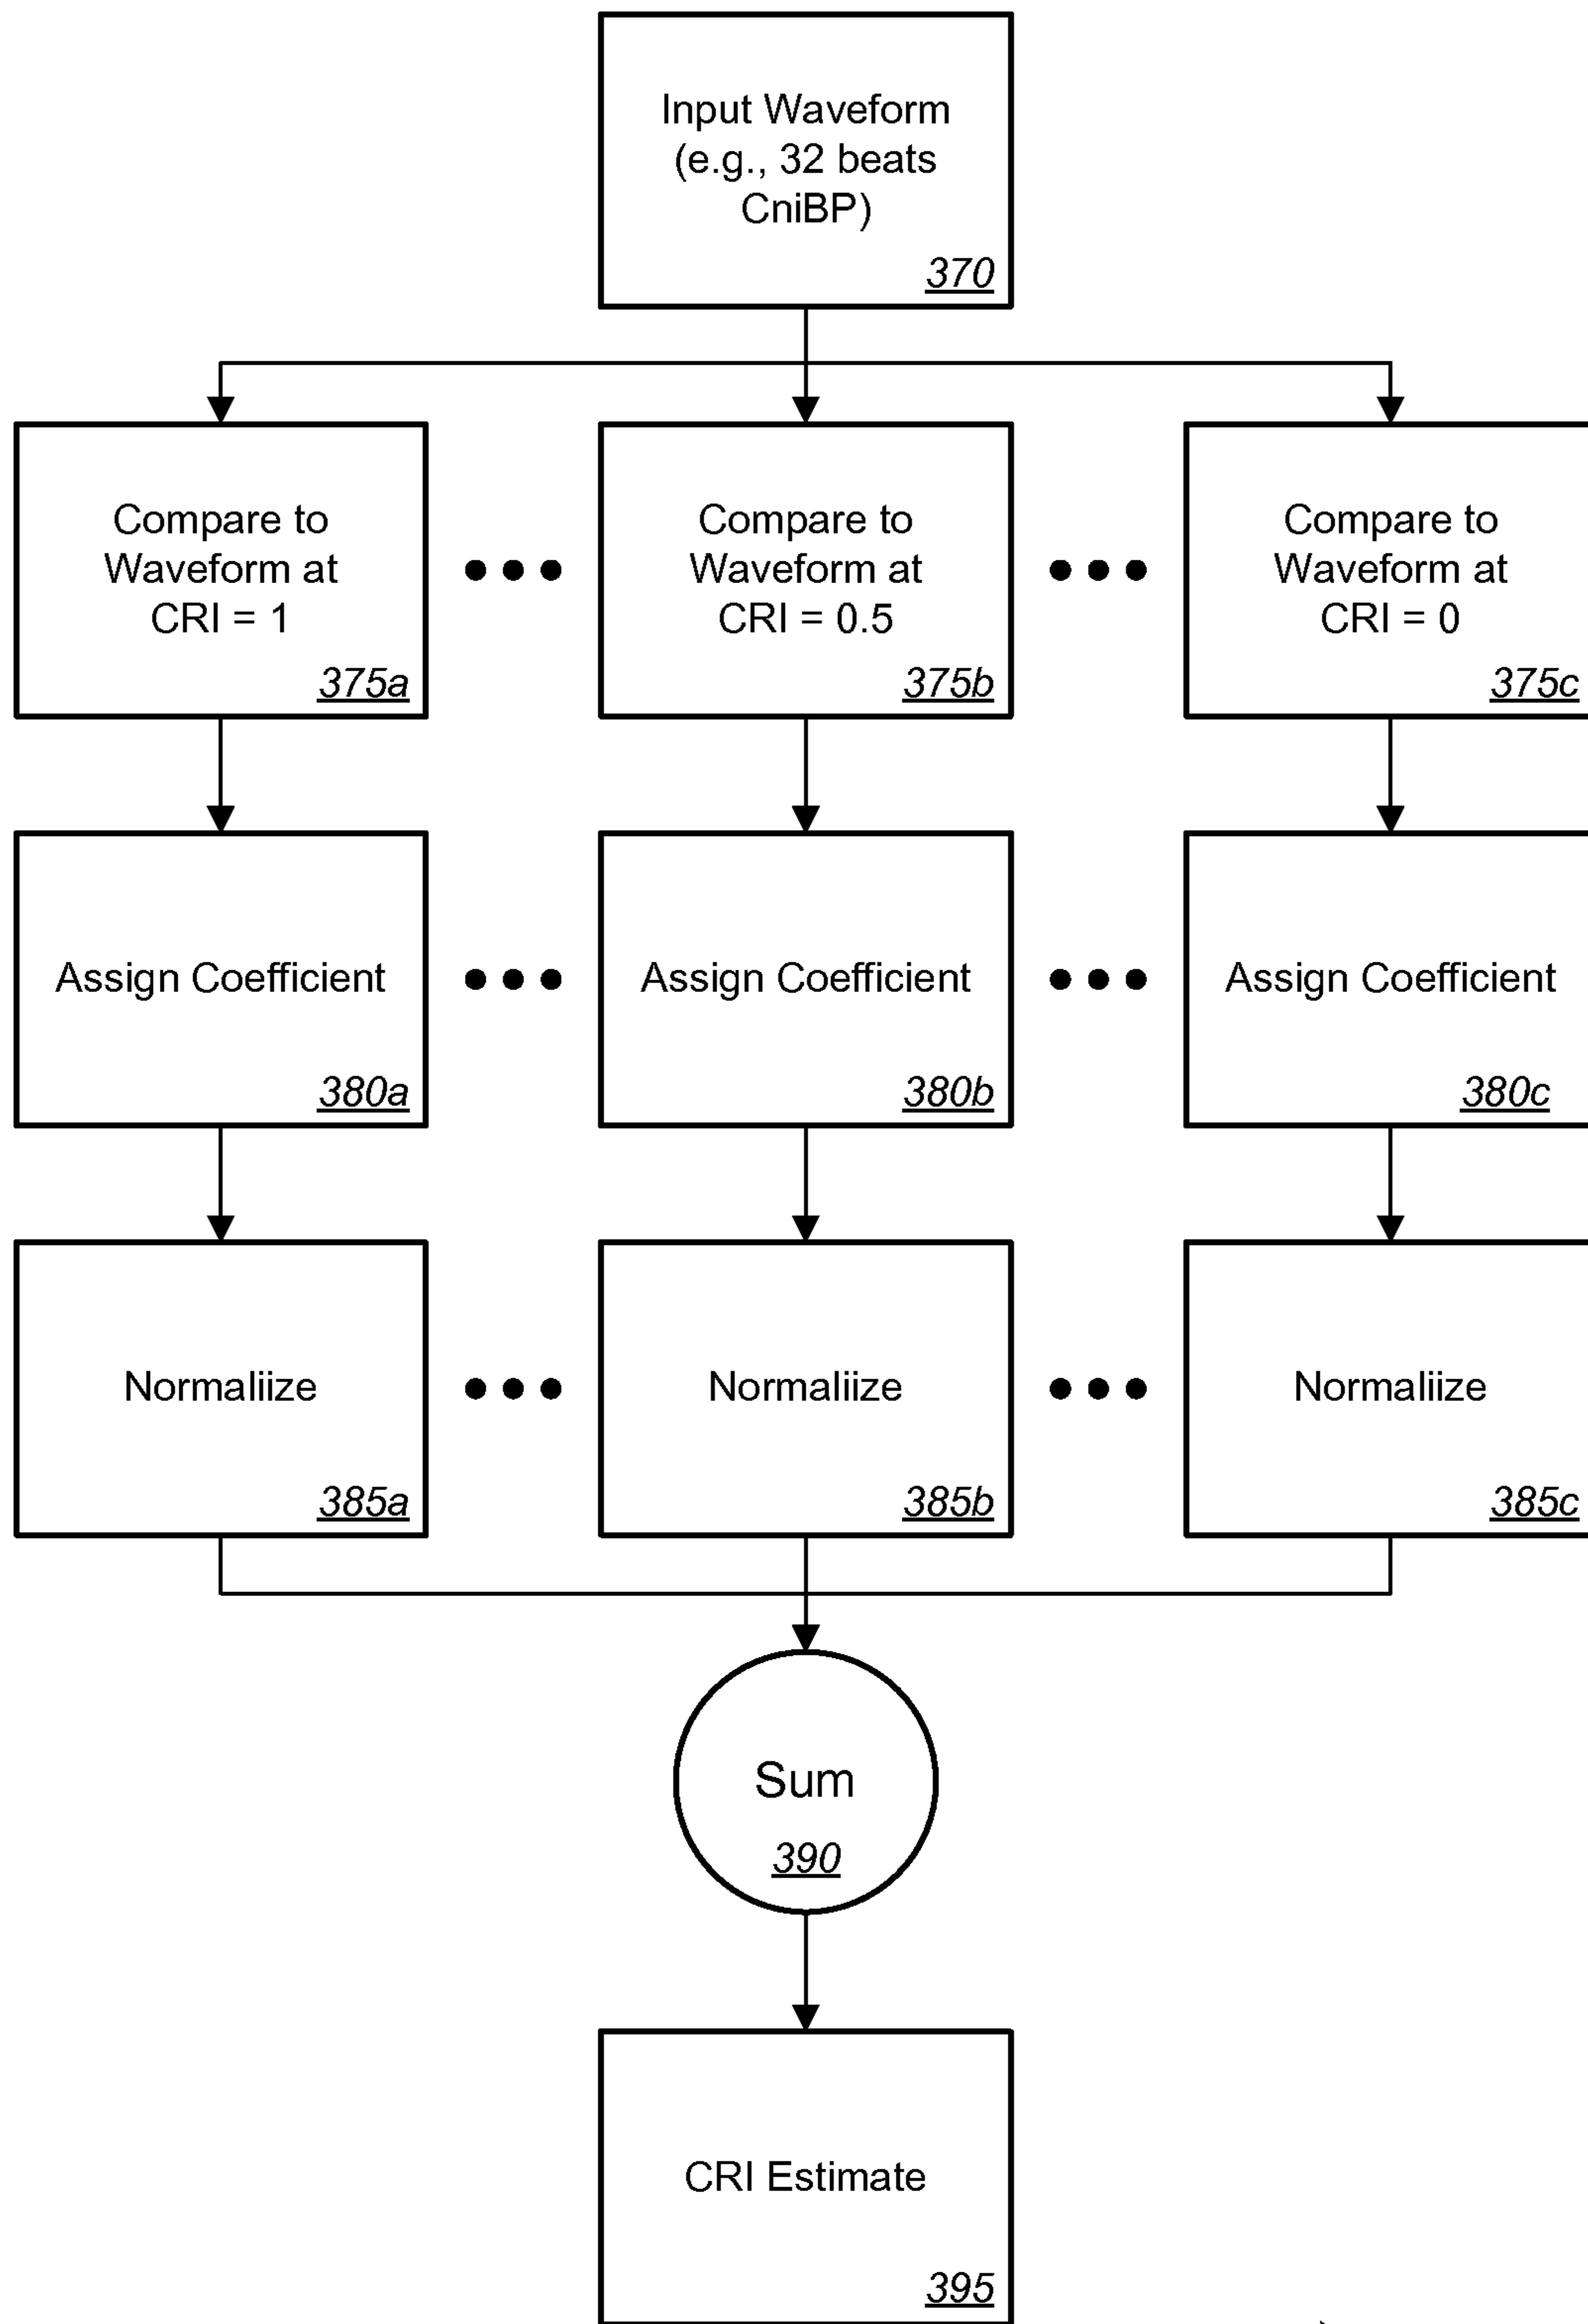 Input Waveform
(e.g., 32 beats
CniBP)
370
Compare to
Waveform at
CRI = 1
375a
Compare to
Waveform at
CRI = 0.5
375b
Compare to
Waveform at
CRI = 0
375c
Assign Coefficient
380a
Assign Coefficient
380b
Assign Coefficient
380c
Normaliize
385a
Normaliize
385b
Normaliize
385c
Sum
390
CRI Estimate
395